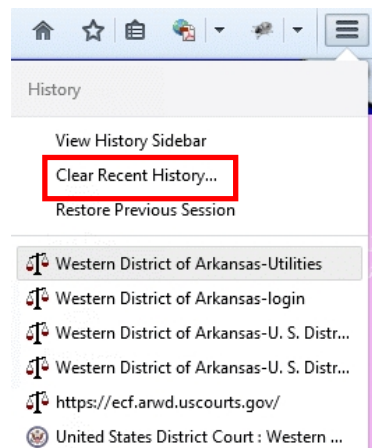 History
View History Sidebar
Clear Recent History...
Restore Previous Session
Western District of Arkansas-Utilities
Western District of Arkansas-login
Western District of Arkansas-U. S. Distr...
Western District of Arkansas-U. S. Distr...
https://ecf.arwd.uscourts.gov/
United States District Court : Western ...